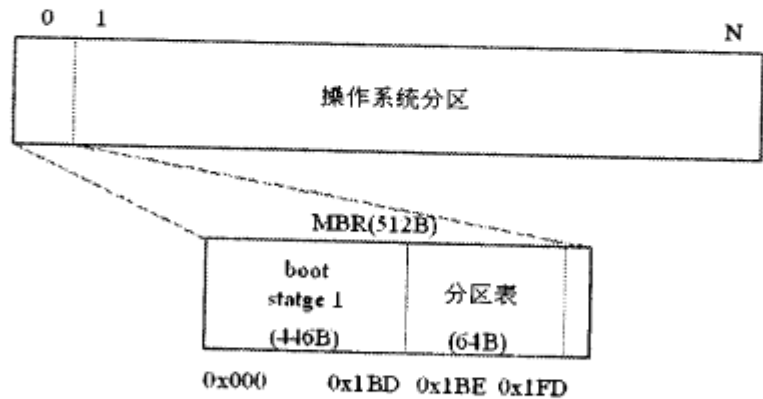 0 1 N
操作系统分区
MBR(512B)
boot
statge 1
(446B)
分区表
(64B)
0x000 0x1BD 0x1BE 0x1FD